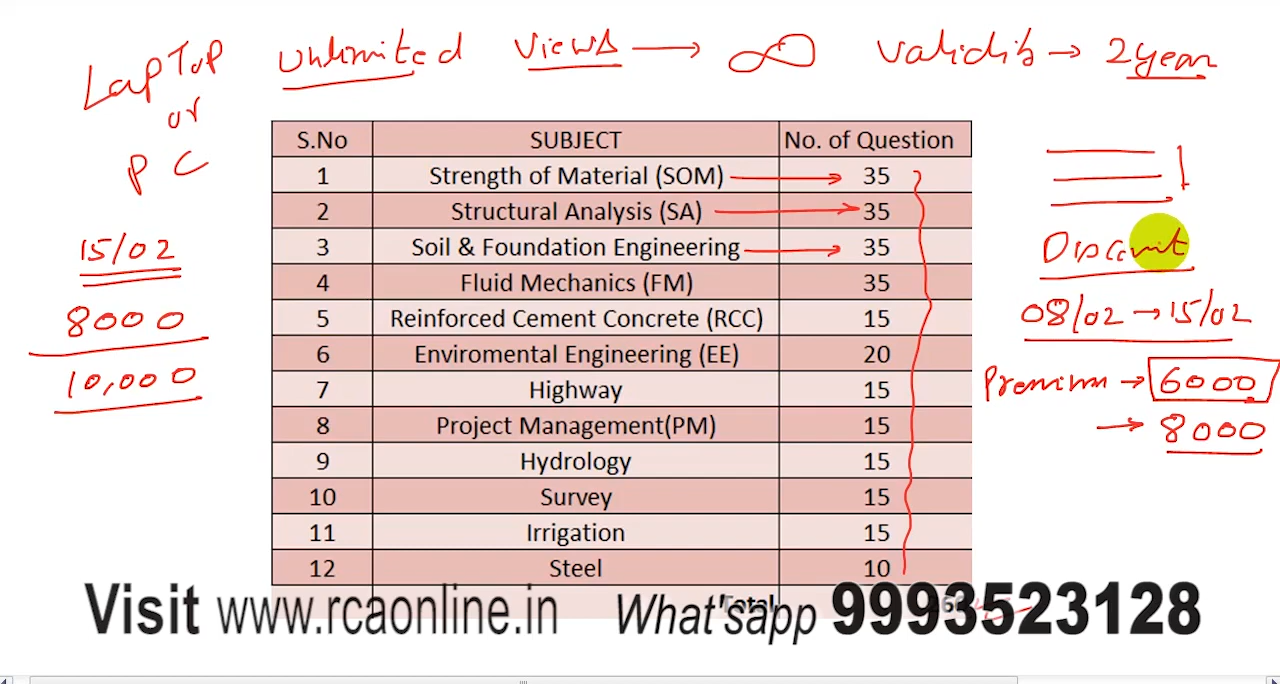 LapTop
or
PC
unlimited views → ∞ validity → 2 year
S.No SUBJECT No. of Question
1 Strength of Material (SOM) 35
2 Structural Analysis (SA) 35
3 Soil & Foundation Engineering 35
4 Fluid Mechanics (FM) 35
5 Reinforced Cement Concrete (RCC) 15
6 Enviromental Engineering (EE) 20
7 Highway 15
8 Project Management(PM) 15
9 Hydrology 15
10 Survey 15
11 Irrigation 15
12 Steel 10
Total
15/02
8000
10,000
Discount
08/02 → 15/02
Premium → 6000
→ 8000
Visit www.rcaonline.in What'sapp 9993523128